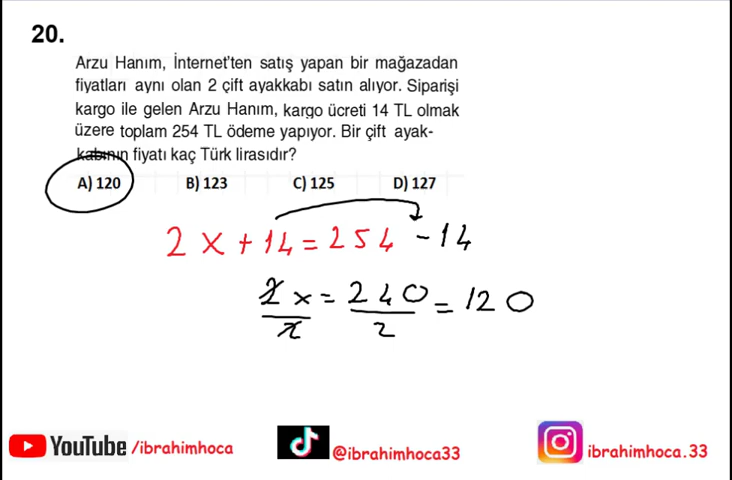 20.
Arzu Hanım, İnternet'ten satış yapan bir mağazadan
fiyatları aynı olan 2 çift ayakkabı satın alıyor. Siparişi
kargo ile gelen Arzu Hanım, kargo ücreti 14 TL olmak
üzere toplam 254 TL ödeme yapıyor. Bir çift ayak-
kabının fiyatı kaç Türk lirasıdır?
A) 120 B) 123 C) 125 D) 127
2x+14=254 -14
2x = 240 = 120
2 2
YouTube /ibrahimhoca @ibrahimhoca33 ibrahimhoca.33